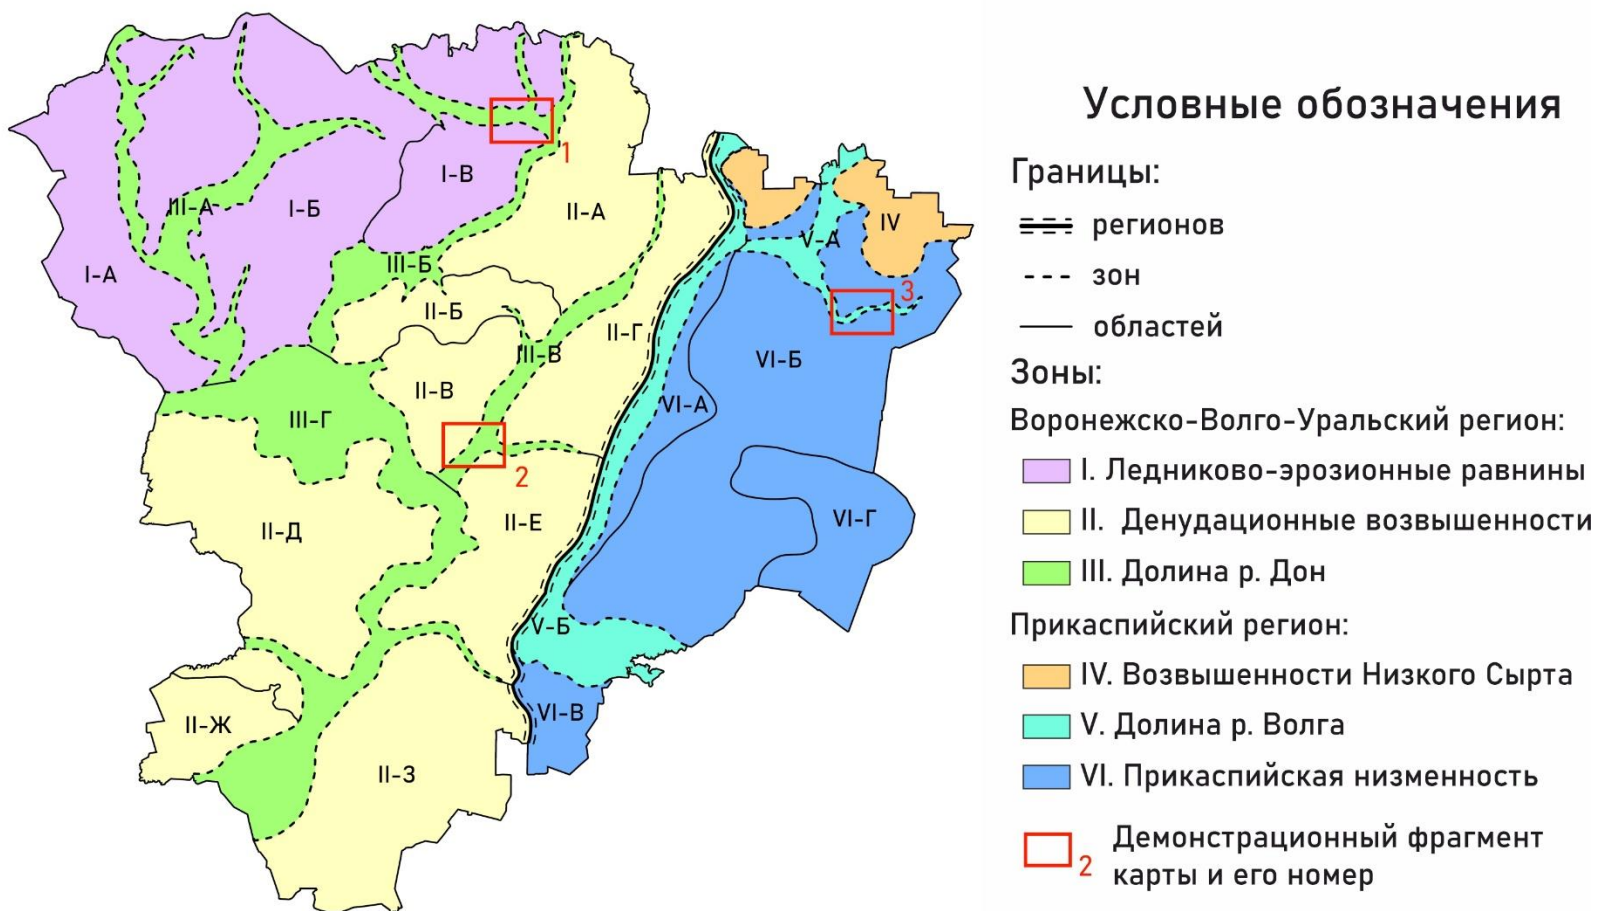 Условные обозначения
Границы:
регионов
зон
областей
Зоны:
Воронежско-Волго-Уральский регион:
I. Ледниково-эрозионные равнины
II. Денудационные возвышенности
III. Долина р. Дон
Прикаспийский регион:
IV. Возвышенности Низкого Сырта
V. Долина р. Волга
VI. Прикаспийская низменность
2 Демонстрационный фрагмент
карты и его номер
1
I-В
III-А
I-Б
II-А
IV
V-А
I-А
III-Б
3
II-Б
II-Г
III-В
VI-Б
II-В
VI-А
III-Г
2
II-Д
II-Е
VI-Г
V-Б
VI-В
II-Ж
II-З